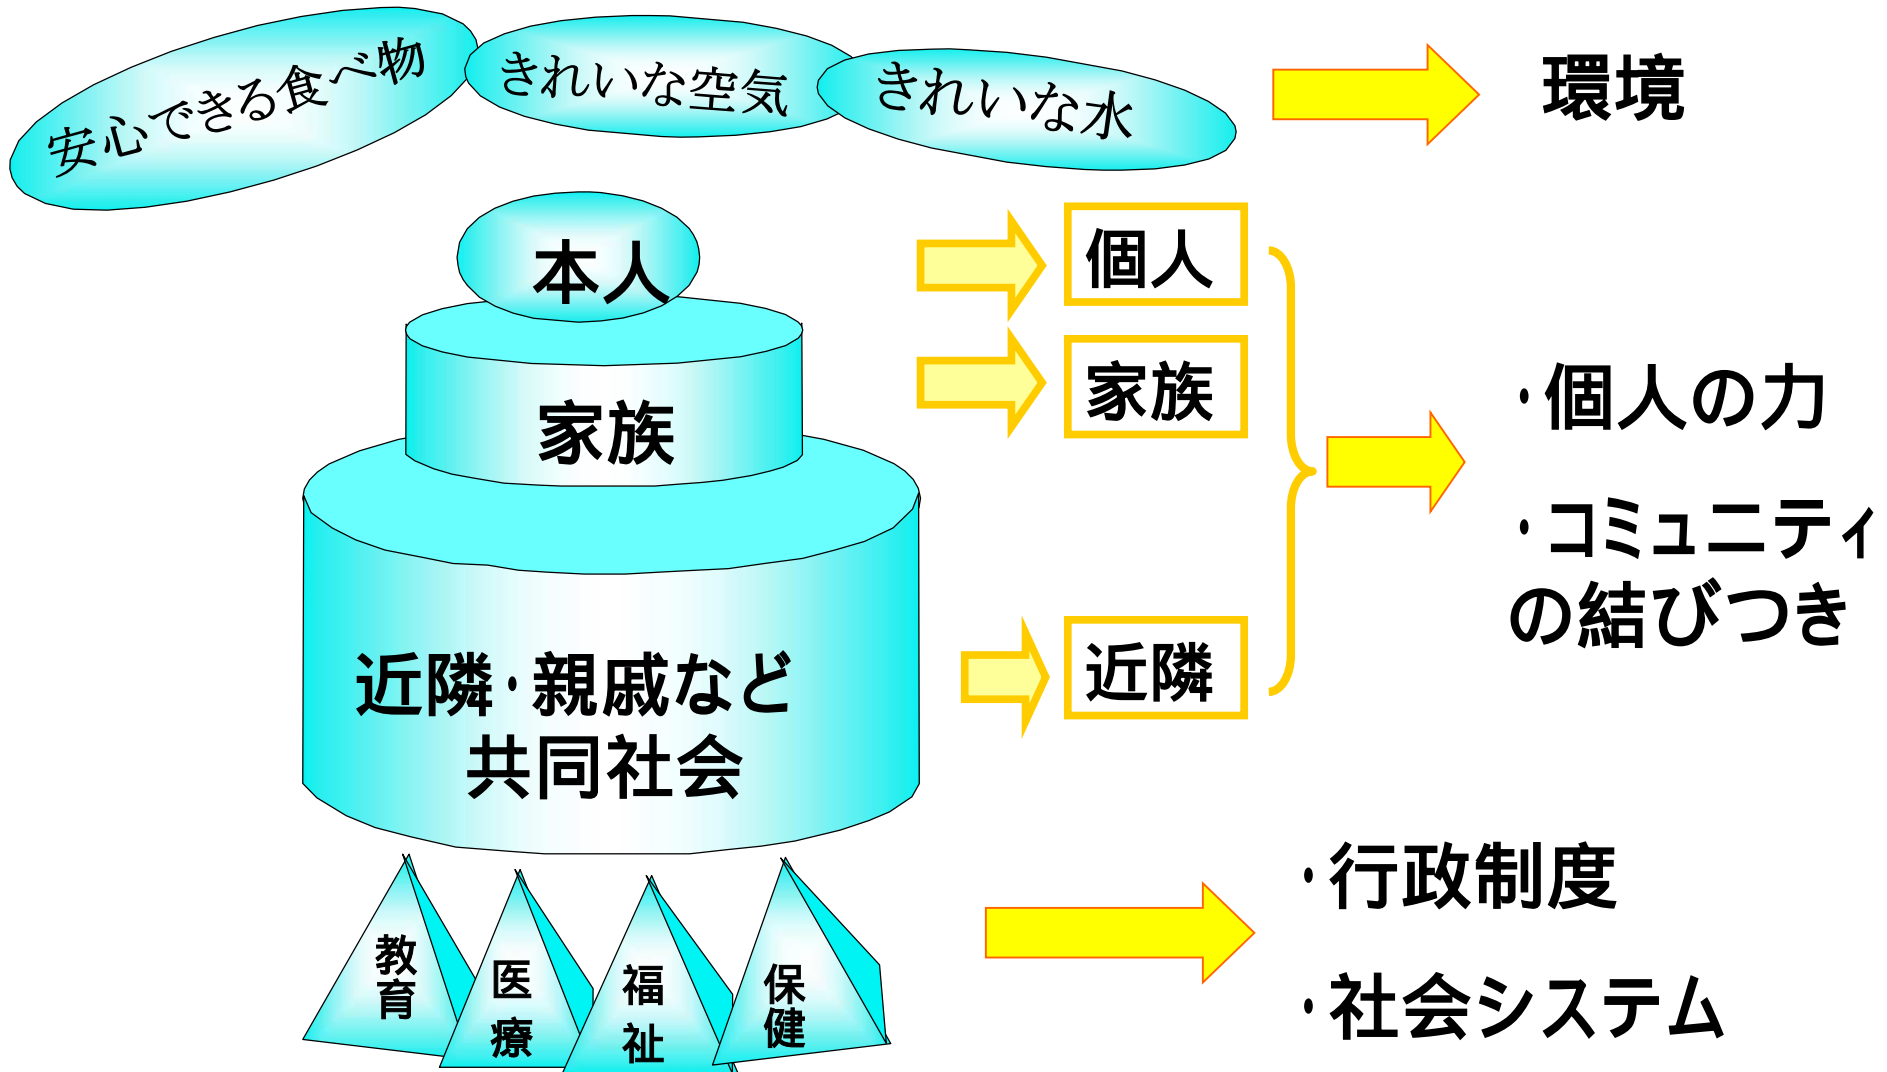 安心できる食べ物
きれいな空気
きれいな水
環境
本人
個人
家族
家族
・個人の力
・コミュニティ
の結びつき
近隣・親戚など
共同社会
近隣
教育
医療
福祉
保健
・行政制度
・社会システム